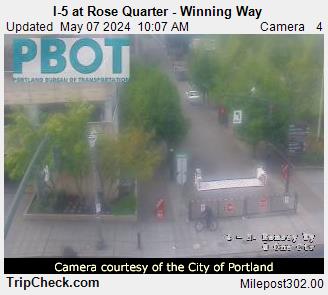 I-5 at Rose Quarter - Winning Way
Updated May 07 2024 10:07 AM Camera 4
PBOT
PORTLAND BUREAU OF TRANSPORTATION
Camera courtesy of the City of Portland
TripCheck.com Milepost302.00